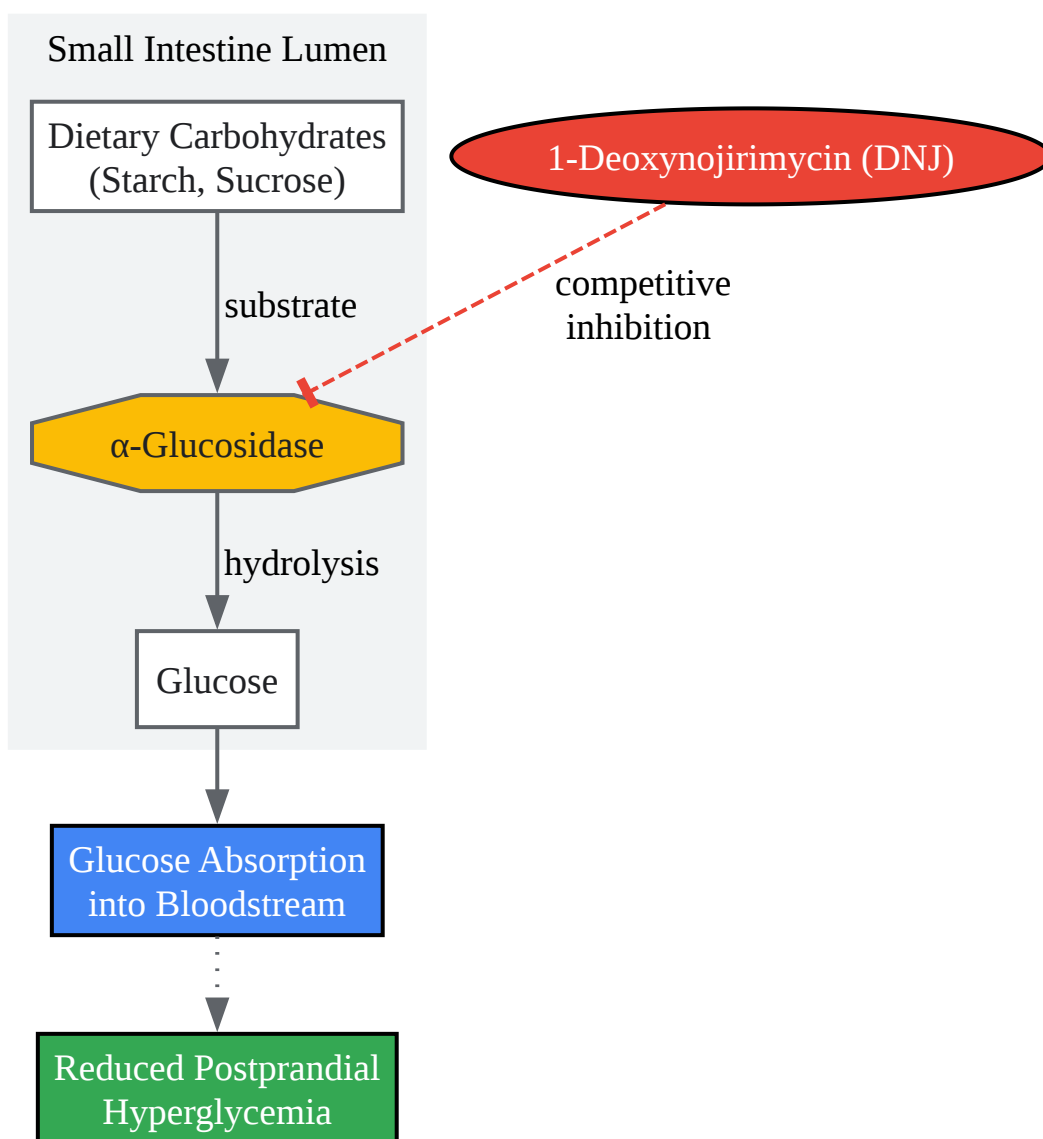 Small Intestine Lumen
Dietary Carbohydrates
(Starch, Sucrose)
1-Deoxynojirimycin (DNJ)
competitive
inhibition
substrate
α-Glucosidase
hydrolysis
Glucose
Glucose Absorption
into Bloodstream
Reduced Postprandial
Hyperglycemia